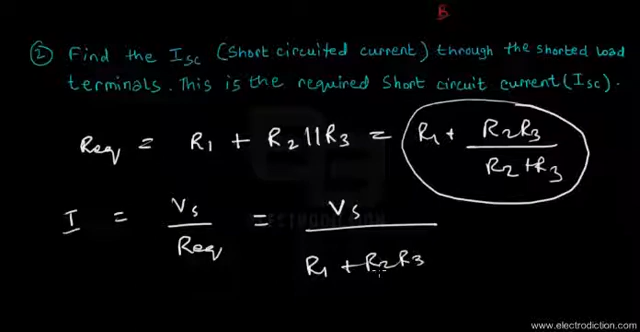 B
② Find the Isc (Short circuited current) through the shorted load
terminals. This is the required Short circuit current (Isc).
Req = R1 + R2 || R3 = R1 + R2R3 / R2 + R3
I = Vs / Req = Vs / R1 + R2R3
www.electrodiction.com